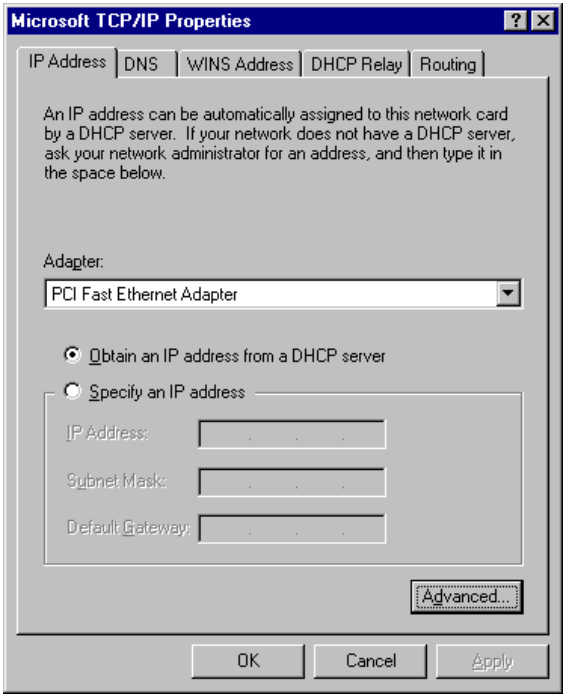 Microsoft TCP/IP Properties
IP Address DNS WINS Address DHCP Relay Routing
An IP address can be automatically assigned to this network card
by a DHCP server. If your network does not have a DHCP server,
ask your network administrator for an address, and then type it in
the space below.
Adapter:
PCI Fast Ethernet Adapter
Obtain an IP address from a DHCP server
Specify an IP address
IP Address:
Subnet Mask:
Default Gateway:
Advanced...
OK Cancel Apply